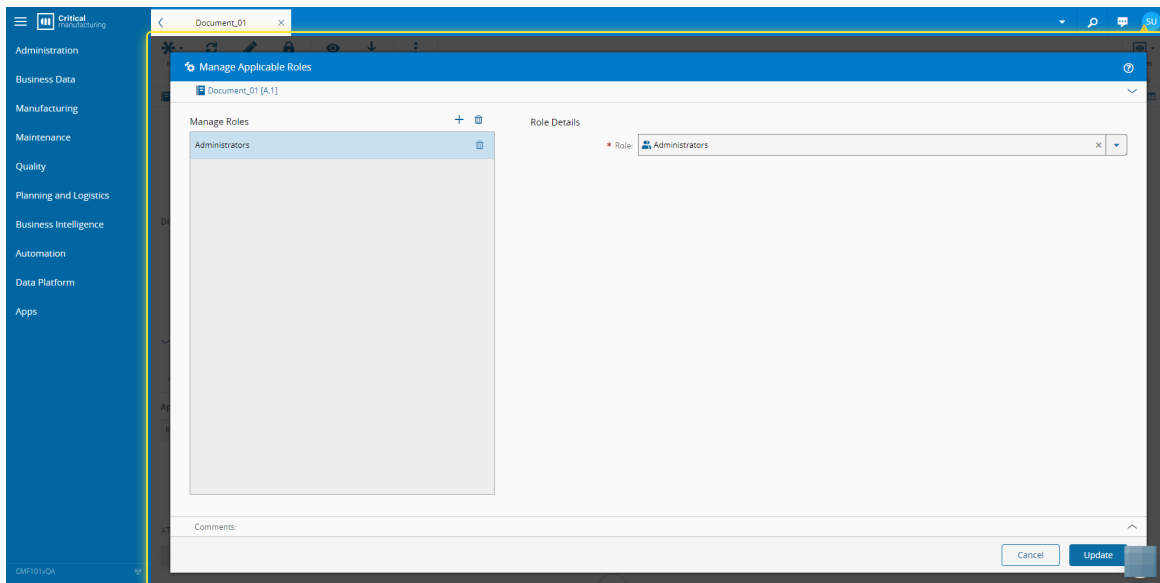 Critical
manufacturing
Document_01
SU
Administration
Business Data
Manufacturing
Maintenance
Quality
Planning and Logistics
Business Intelligence
Automation
Data Platform
Apps
CMF101xQA
Manage Applicable Roles
Document_01 [A.1]
Manage Roles
Administrators
Role Details
* Role: Administrators
Comments:
Cancel
Update